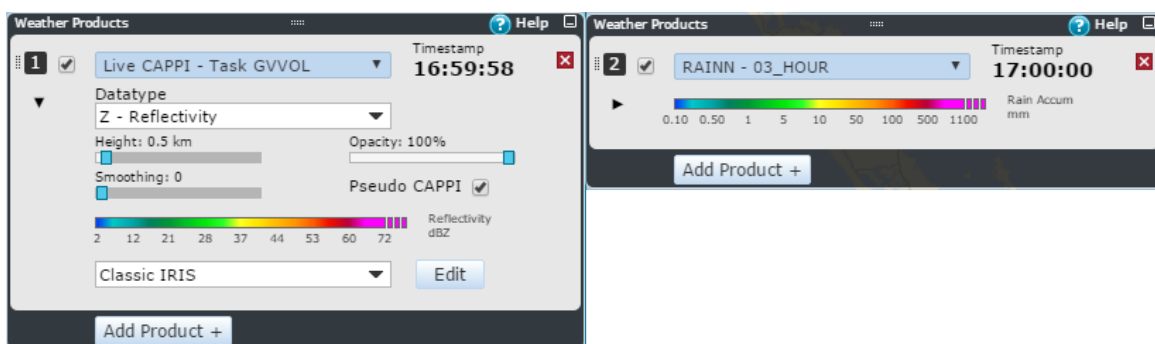 Weather Products ? Help
1 Live CAPPI - Task GVVOL Timestamp
16:59:58
Datatype
Z - Reflectivity
Height: 0.5 km Opacity: 100%
Smoothing: 0 Pseudo CAPPI
Reflectivity
dBZ
2 12 21 28 37 44 53 60 72
Classic IRIS Edit
Add Product +
Weather Products ? Help
2 RAINN - 03_HOUR Timestamp
17:00:00
Rain Accum
mm
0.10 0.50 1 5 10 50 100 500 1100
Add Product +